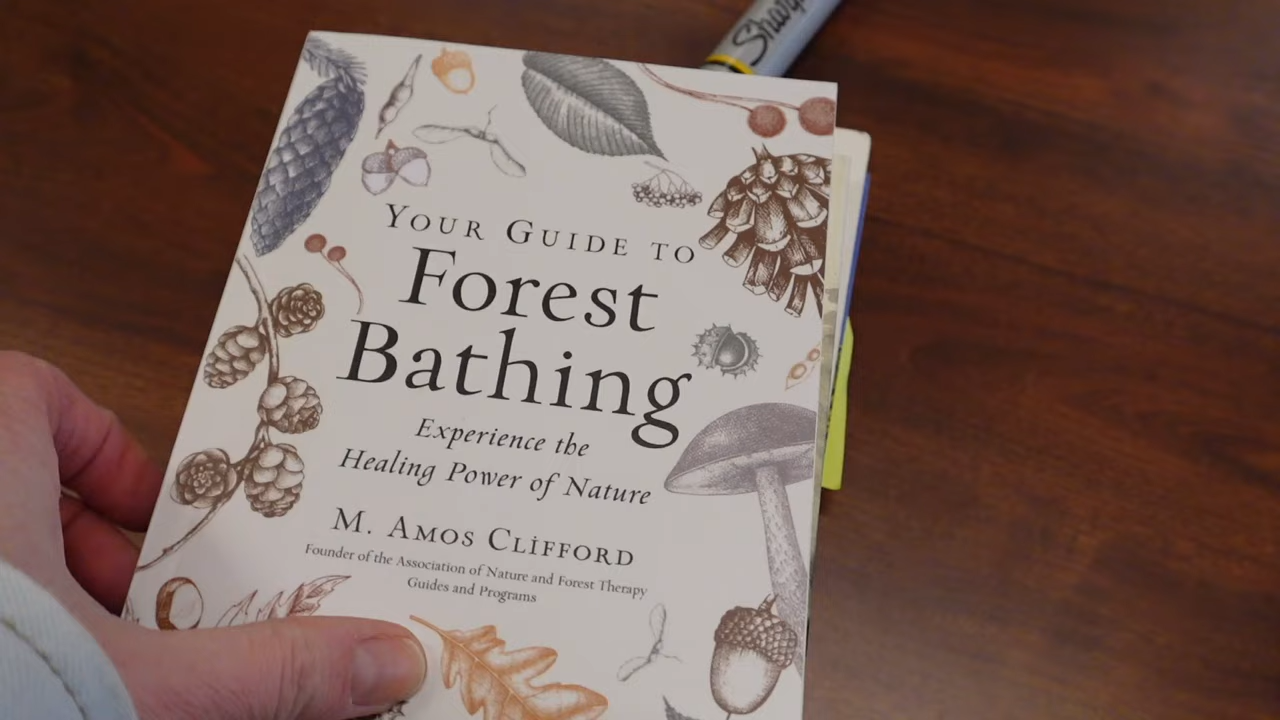 Sharp
YOUR GUIDE TO
Forest
Bathing
Experience the
Healing Power of Nature
M. AMOS CLIFFORD
Founder of the Association of Nature and Forest Therapy
Guides and Programs